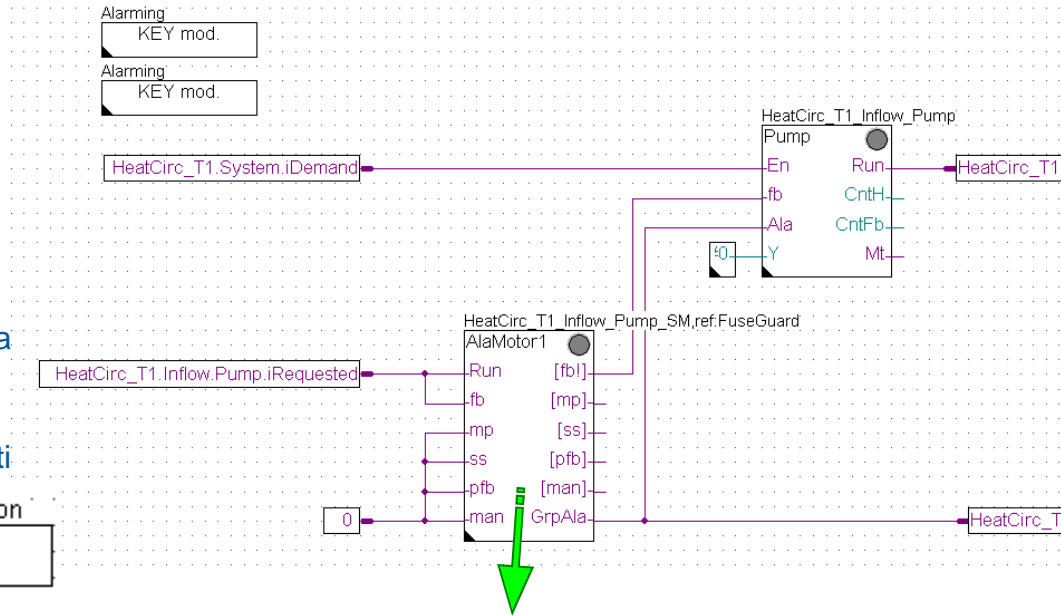 Alarming
KEY mod.
Alarming
KEY mod.
HeatCirc_T1_Inflow_Pump
Pump
HeatCirc_T1.System.iDemand
En Run
HeatCirc_T1
fb CntH
Ala CntFb
0 Y Mt
HeatCirc_T1_Inflow_Pump_SM,ref:FuseGuard
AlaMotor1
a
HeatCirc_T1.Inflow.Pump.iRequested
Run [fb!]
fb [mp]
mp [ss]
ti
ss [pfb]
pfb [man]
on
0
man GrpAla
HeatCirc_T